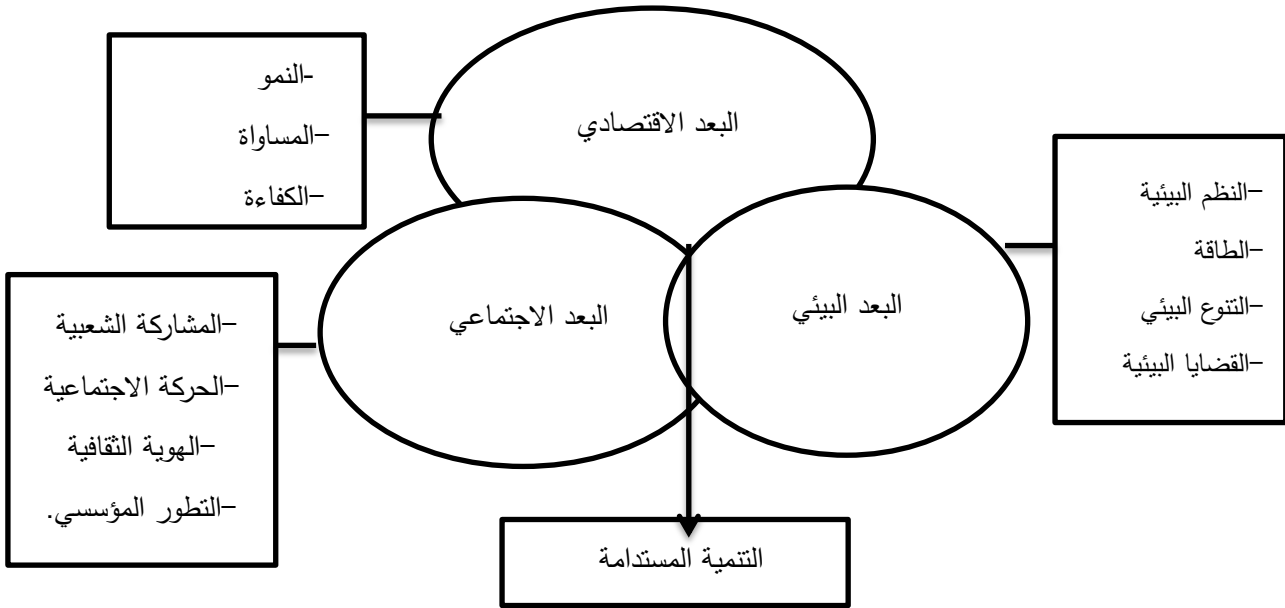 البعد الاقتصادي
-النمو
-المساواة
-الكفاءة
البعد البيئي
-النظم البيئية
-الطاقة
-التنوع البيئي
-القضايا البيئية
البعد الاجتماعي
-المشاركة الشعبية
-الحركة الاجتماعية
-الهوية الثقافية
-التطور المؤسسي.
التنمية المستدامة